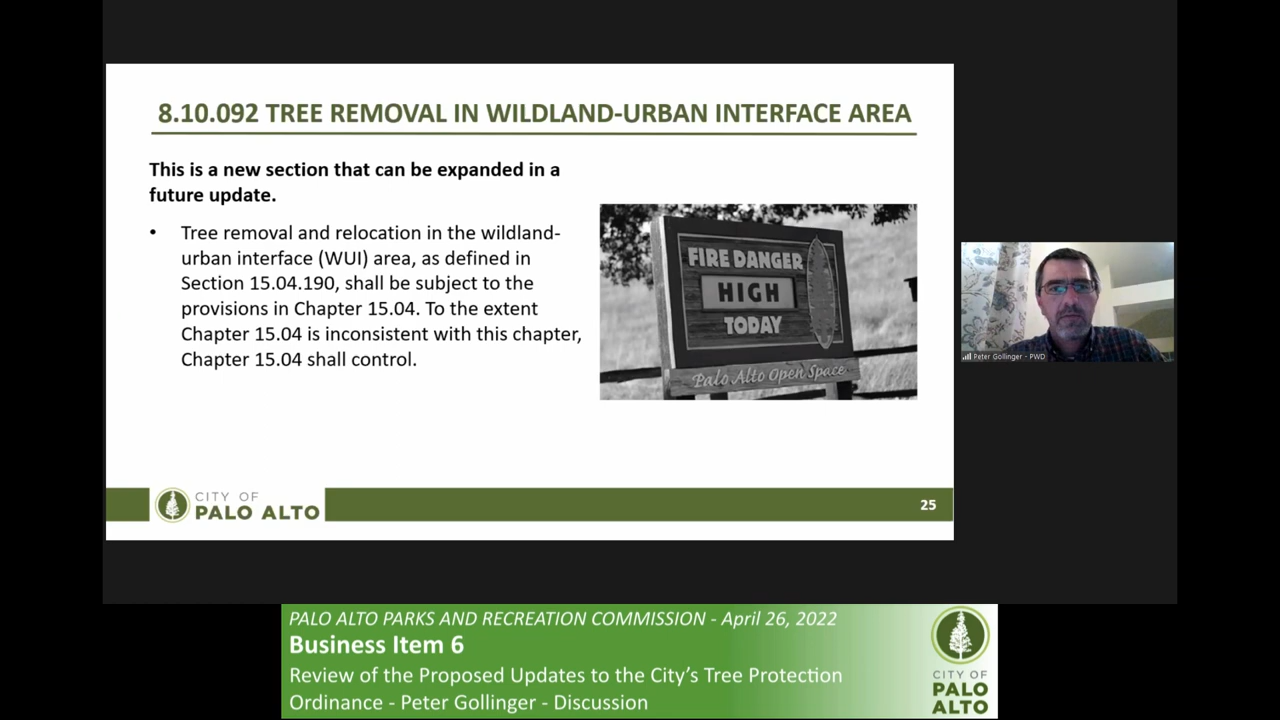 8.10.092 TREE REMOVAL IN WILDLAND-URBAN INTERFACE AREA
This is a new section that can be expanded in a
future update.
• Tree removal and relocation in the wildland-
urban interface (WUI) area, as defined in
Section 15.04.190, shall be subject to the
provisions in Chapter 15.04. To the extent
Chapter 15.04 is inconsistent with this chapter,
Chapter 15.04 shall control.
FIRE DANGER
HIGH
TODAY
Palo Alto Open Space
CITY OF
PALO ALTO
25
Peter Gollinger - PWD
PALO ALTO PARKS AND RECREATION COMMISSION - April 26, 2022
Business Item 6
Review of the Proposed Updates to the City's Tree Protection
Ordinance - Peter Gollinger - Discussion
CITY OF
PALO
ALTO